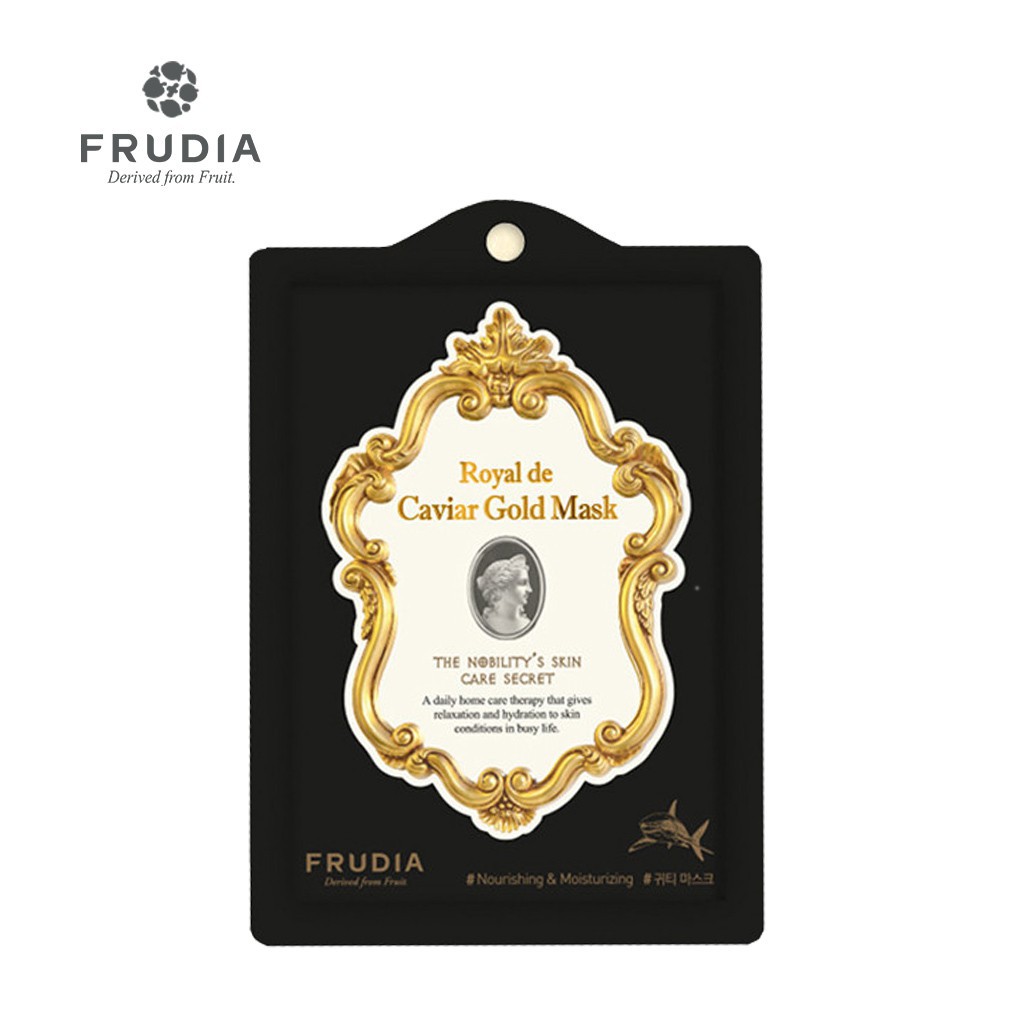 FRUDIA
Derived from Fruit.
Royal de
Caviar Gold Mask
THE NOBILITY'S SKIN
CARE SECRET
A daily home care therapy that gives
relaxation and hydration to skin
conditions in busy life.
FRUDIA
Derived from Fruit
#Nourishing & Moisturizing #귀티 마스크